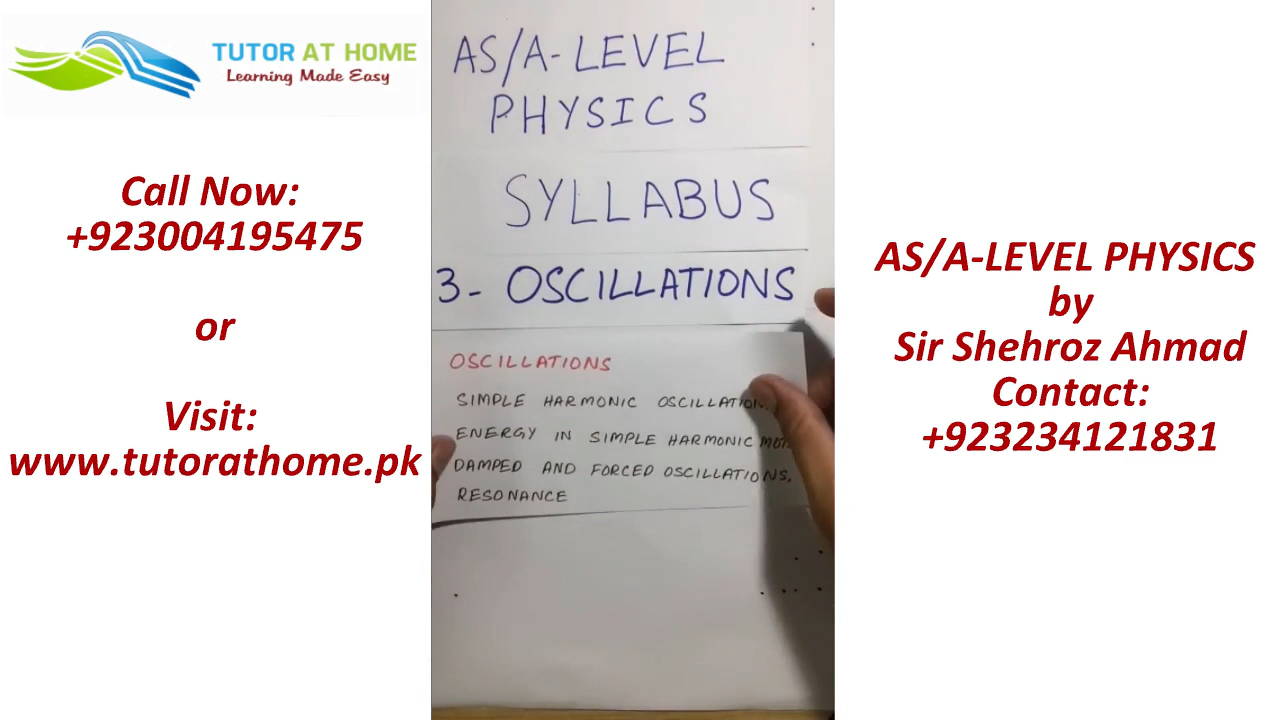 TUTOR AT HOME
Learning Made Easy
Call Now:
+923004195475
or
Visit:
www.tutorathome.pk
AS/A-LEVEL
PHYSICS
SYLLABUS
3- OSCILLATIONS
OSCILLATIONS
SIMPLE HARMONIC OSCILLATION
ENERGY IN SIMPLE HARMONIC
DAMPED AND FORCED OSCILLATIONS,
RESONANCE
AS/A-LEVEL PHYSICS
by
Sir Shehroz Ahmad
Contact:
+923234121831